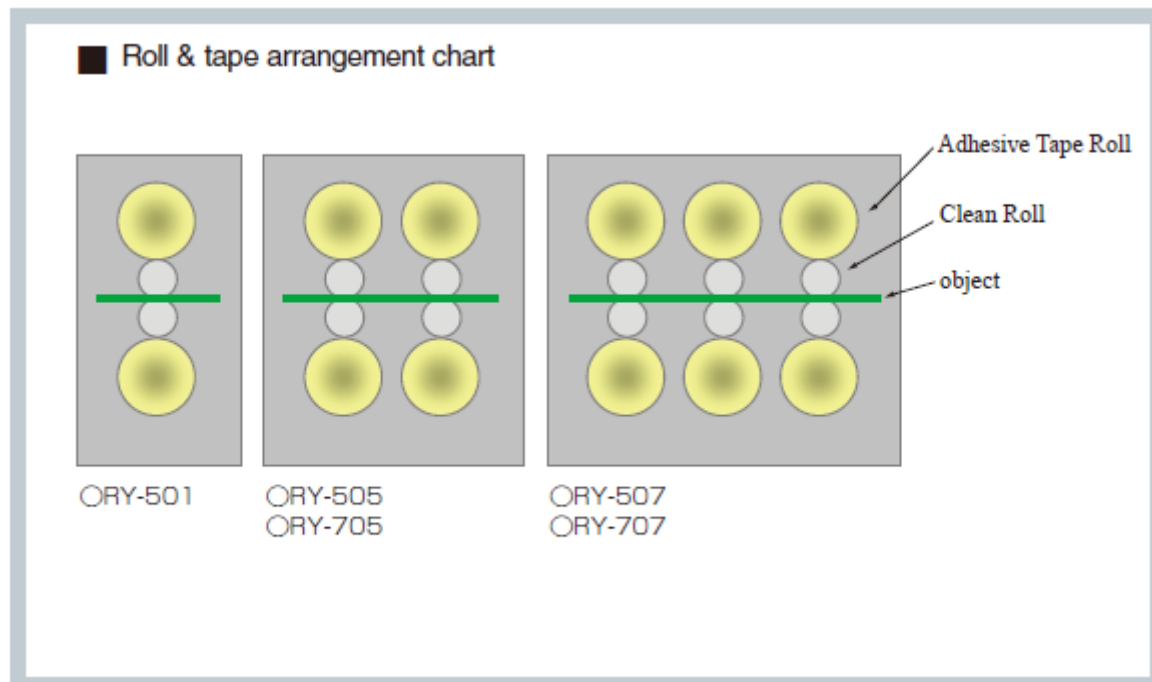 ■ Roll & tape arrangement chart
Adhesive Tape Roll
Clean Roll
object
○RY-501
○RY-505
○RY-705
○RY-507
○RY-707